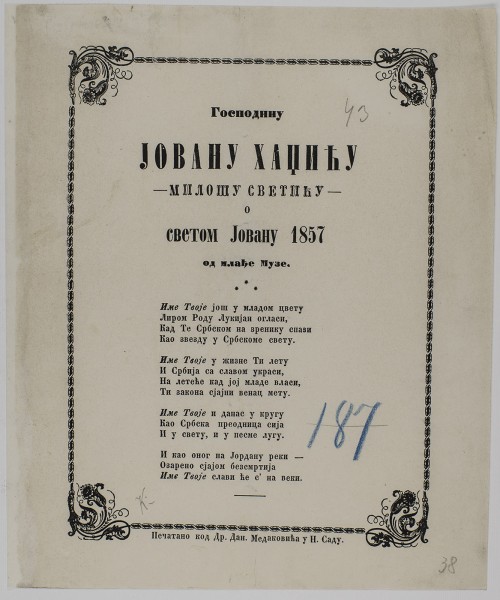 Господину
43
ЈОВАНУ ХАЏИЋУ
—МИЛОШУ СВЕТИЋУ—
О
СВЕТОМ ЈОВАНУ 1857
од млађе Музе.
Име Твоје још у младом цвету
Лиром Роду Лукијан огласи,
Кад Те Србском на зренику спази
Као звезду у Србскоме свету.
Име Твоје у жизне Ти лету
И Србија са славом украси,
На летеће кад јој младе власи,
Ти закона сјајни венац мету.
Име Твоје и данас у кругу
Као Србска преодница сија
И у свету, и у песме лугу.
187
И као оног на Јордану реки —
Озарено сјајом безсмртија
Име Твоје слави ће с' на веки.
Печатано код Др. Дан. Медаковића у Н. Саду.
38